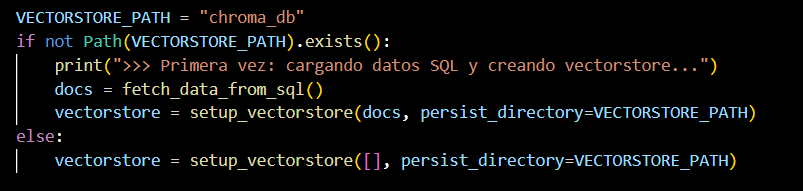 VECTORSTORE_PATH = "chroma_db"
if not Path(VECTORSTORE_PATH).exists():
    print(">>> Primera vez: cargando datos SQL y creando vectorstore...")
    docs = fetch_data_from_sql()
    vectorstore = setup_vectorstore(docs, persist_directory=VECTORSTORE_PATH)
else:
    vectorstore = setup_vectorstore([], persist_directory=VECTORSTORE_PATH)